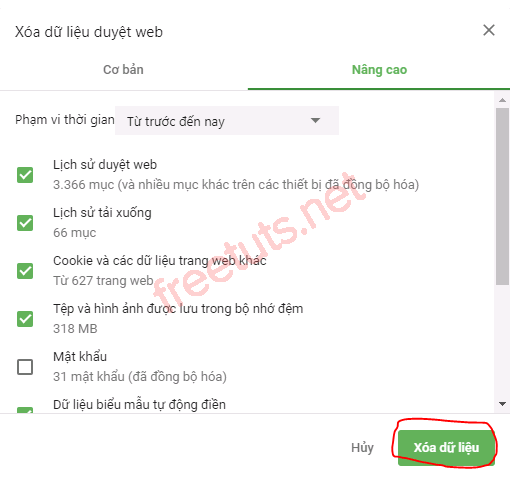 Xóa dữ liệu duyệt web
Cơ bản
Nâng cao
Phạm vi thời gian Từ trước đến nay
Lịch sử duyệt web
3.366 mục (và nhiều mục khác trên các thiết bị đã đồng bộ hóa)
Lịch sử tải xuống
66 mục
Cookie và các dữ liệu trang web khác
Từ 627 trang web
Tệp và hình ảnh được lưu trong bộ nhớ đệm
318 MB
Mật khẩu
31 mật khẩu (đã đồng bộ hóa)
Dữ liệu biểu mẫu tự động điền
Hủy
Xóa dữ liệu
freetuts.net